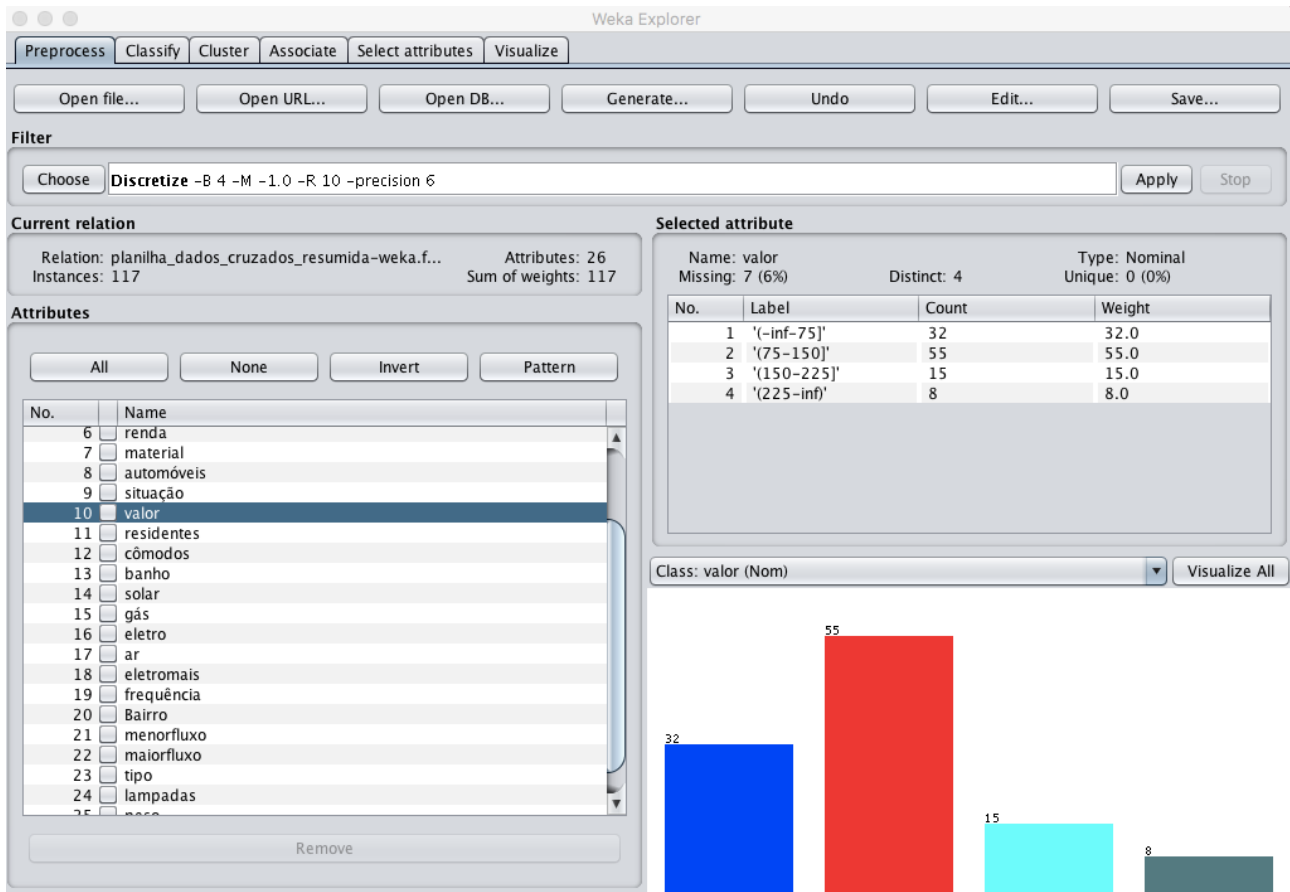 Weka Explorer
Preprocess Classify Cluster Associate Select attributes Visualize
Open file... Open URL... Open DB... Generate... Undo Edit... Save...
Filter
Choose Discretize -B 4 -M -1.0 -R 10 -precision 6 Apply Stop
Current relation
Relation: planilha_dados_cruzados_resumida-weka.f... Attributes: 26
Instances: 117 Sum of weights: 117
Attributes
All None Invert Pattern
No. Name
6 renda
7 material
8 automóveis
9 situação
10 valor
11 residentes
12 cômodos
13 banho
14 solar
15 gás
16 eletro
17 ar
18 eletromais
19 frequência
20 Bairro
21 menorfluxo
22 maiorfluxo
23 tipo
24 lampadas
Remove
Selected attribute
Name: valor Type: Nominal
Missing: 7 (6%) Distinct: 4 Unique: 0 (0%)
No. Label Count Weight
1 '(-inf-75]' 32 32.0
2 '(75-150]' 55 55.0
3 '(150-225]' 15 15.0
4 '(225-inf)' 8 8.0
Class: valor (Nom) Visualize All
32
55
15
8